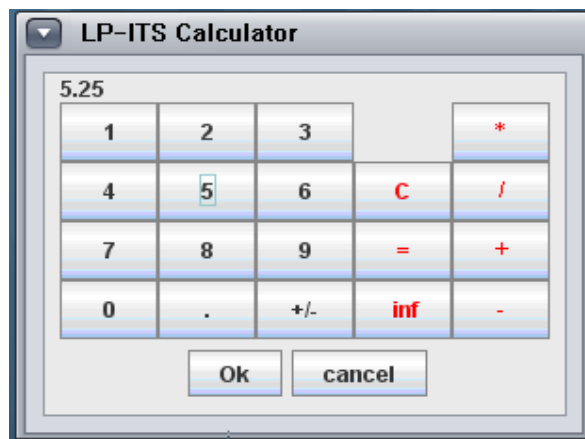 LP-ITS Calculator
5.25
1 2 3 *
4 5 6 C /
7 8 9 = +
0 . +/- inf -
Ok cancel